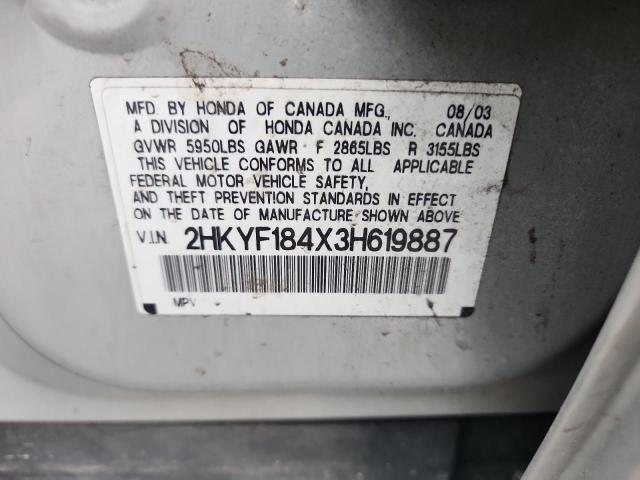 MFD. BY HONDA OF CANADA MFG., 08/03
A DIVISION OF HONDA CANADA INC. CANADA
GVWR 5950LBS GAWR F 2865LBS R 3155LBS
THIS VEHICLE CONFORMS TO ALL APPLICABLE
FEDERAL MOTOR VEHICLE SAFETY,
AND THEFT PREVENTION STANDARDS IN EFFECT
ON THE DATE OF MANUFACTURE SHOWN ABOVE
V.I.N. 2HKYF184X3H619887
MPV